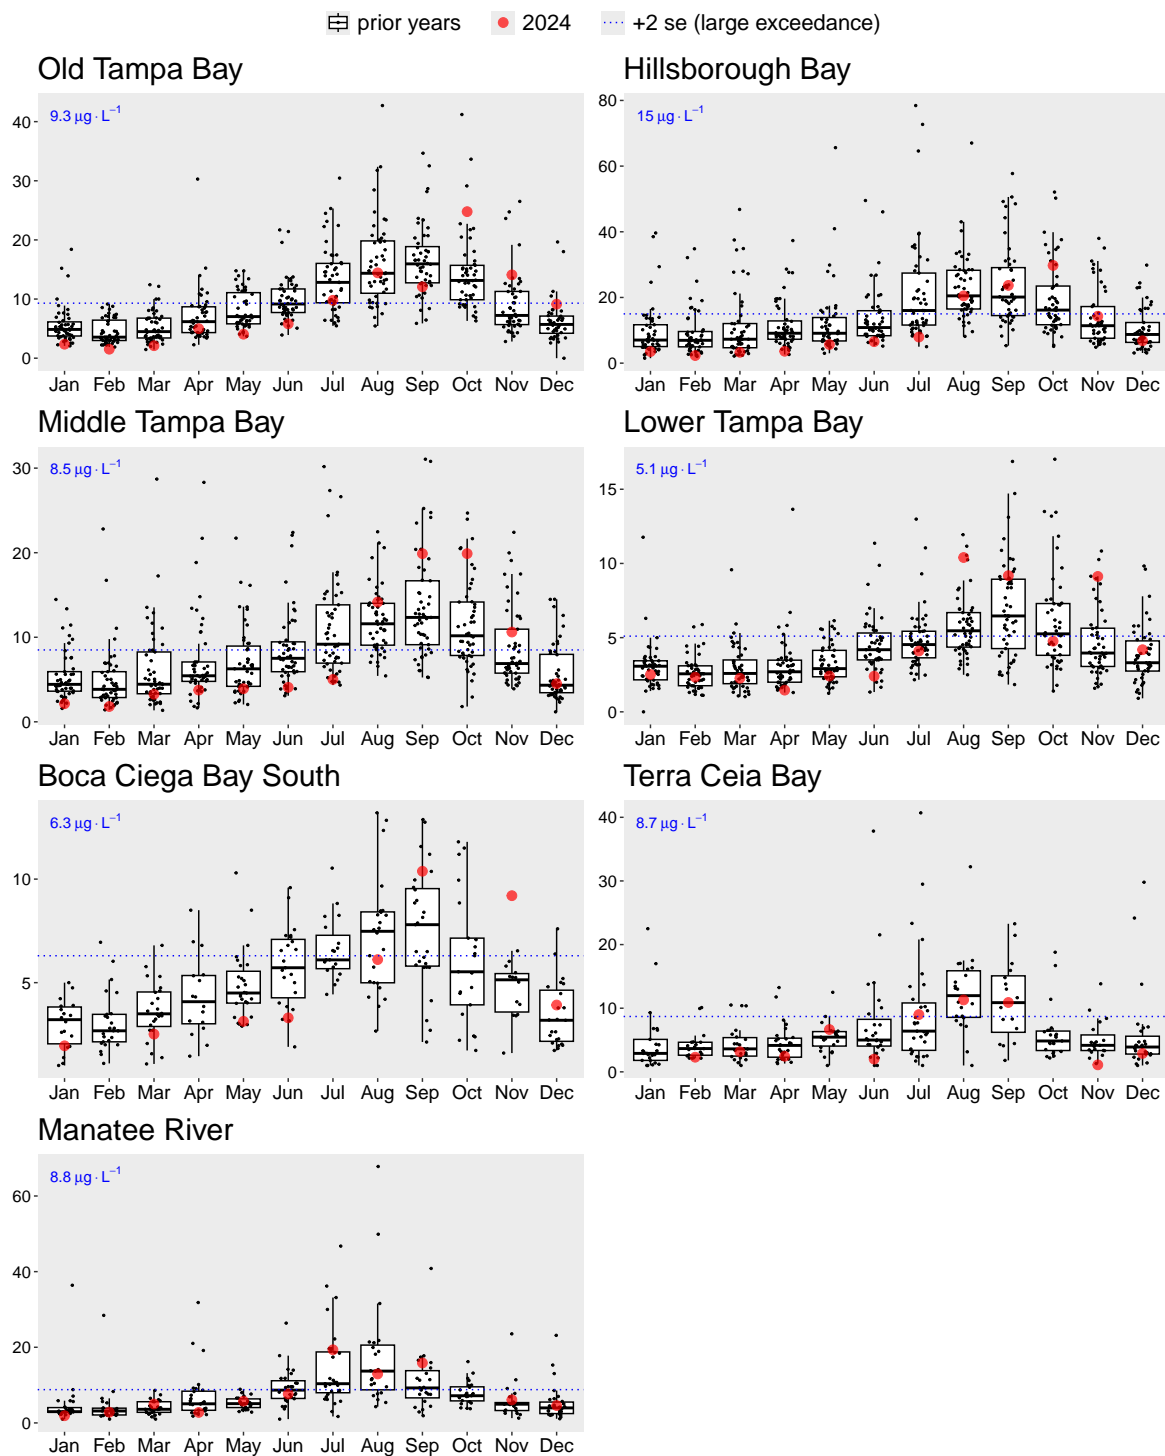 prior years 2024 +2 se (large exceedance)
Old Tampa Bay
9.3 µg · L⁻¹
40
30
20
10
0
Jan Feb Mar Apr May Jun Jul Aug Sep Oct Nov Dec
Hillsborough Bay
15 µg · L⁻¹
80
60
40
20
0
Jan Feb Mar Apr May Jun Jul Aug Sep Oct Nov Dec
Middle Tampa Bay
8.5 µg · L⁻¹
30
20
10
0
Jan Feb Mar Apr May Jun Jul Aug Sep Oct Nov Dec
Lower Tampa Bay
5.1 µg · L⁻¹
15
10
5
0
Jan Feb Mar Apr May Jun Jul Aug Sep Oct Nov Dec
Boca Ciega Bay South
6.3 µg · L⁻¹
10
5
Jan Feb Mar Apr May Jun Jul Aug Sep Oct Nov Dec
Terra Ceia Bay
8.7 µg · L⁻¹
40
30
20
10
0
Jan Feb Mar Apr May Jun Jul Aug Sep Oct Nov Dec
Manatee River
8.8 µg · L⁻¹
60
40
20
0
Jan Feb Mar Apr May Jun Jul Aug Sep Oct Nov Dec